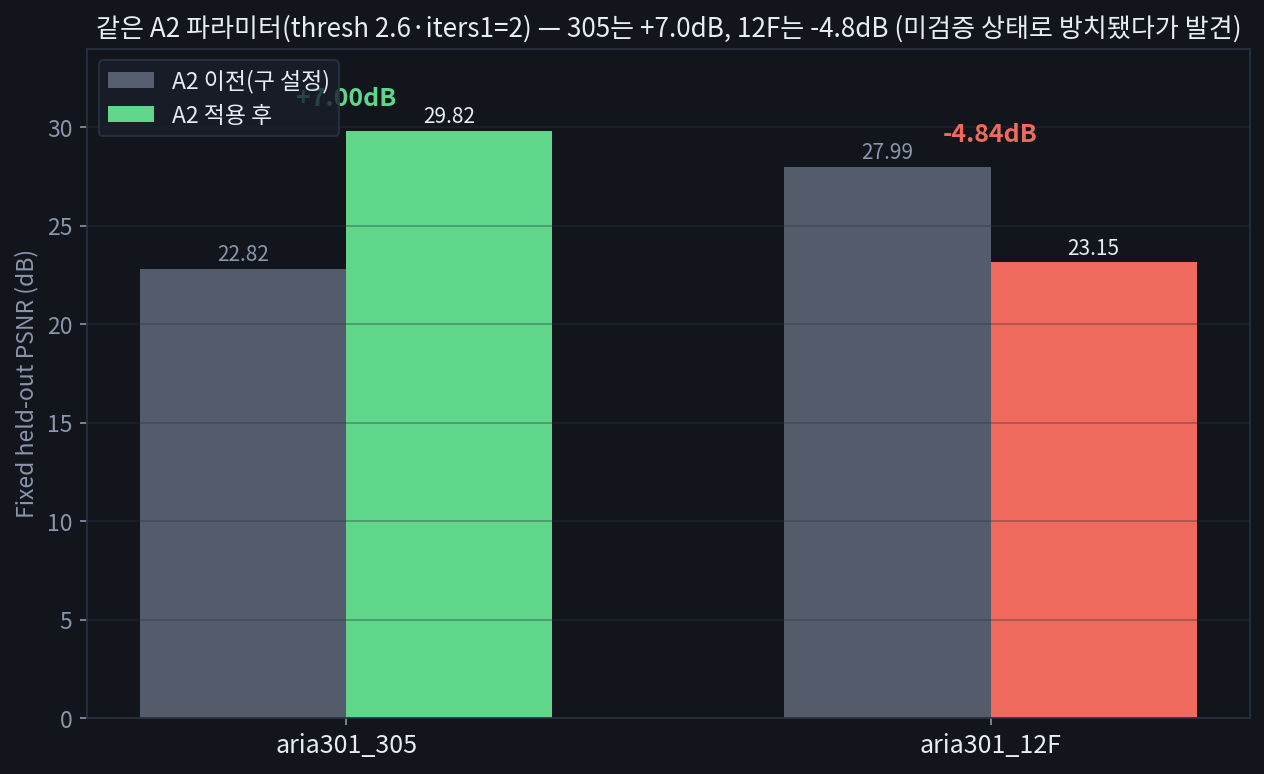 같은 A2 파라미터(thresh 2.6·iters1=2) — 305는 +7.0dB, 12F는 -4.8dB (미검증 상태로 방치됐다가 발견)
A2 이전(구 설정)
A2 적용 후
+7.00dB
29.82
-4.84dB
27.99
22.82
23.15
Fixed held-out PSNR (dB)
30
25
20
15
10
5
0
aria301_305
aria301_12F